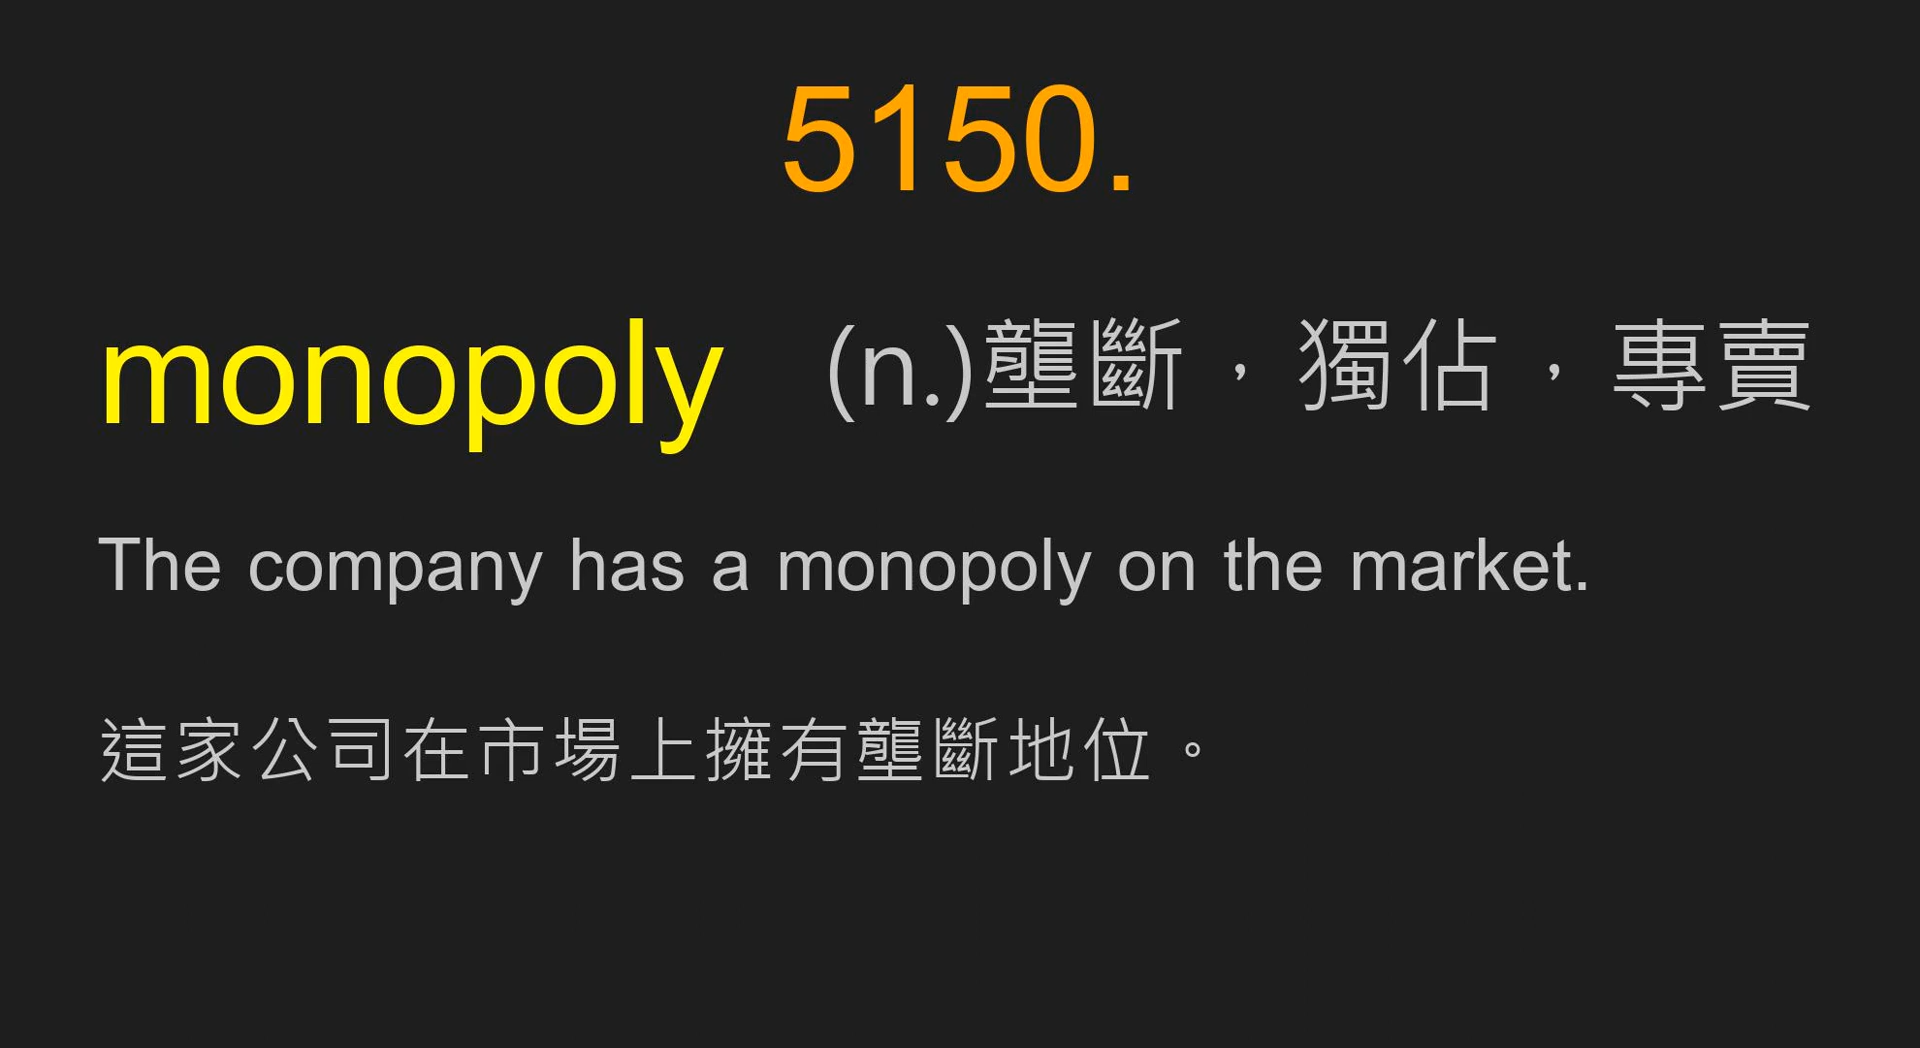 5150.
monopoly (n.)壟斷，獨佔，專賣
The company has a monopoly on the market.
這家公司在市場上擁有壟斷地位。